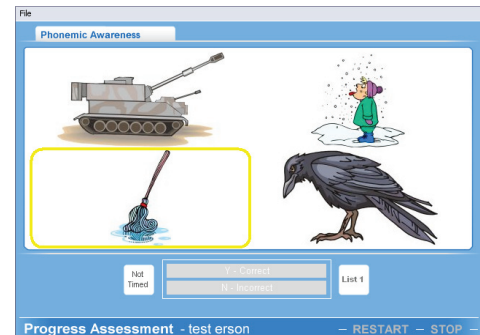 File
Phonemic Awareness
Not
Timed
Y - Correct
N - Incorrect
List 1
Progress Assessment - test erson
– RESTART – STOP –